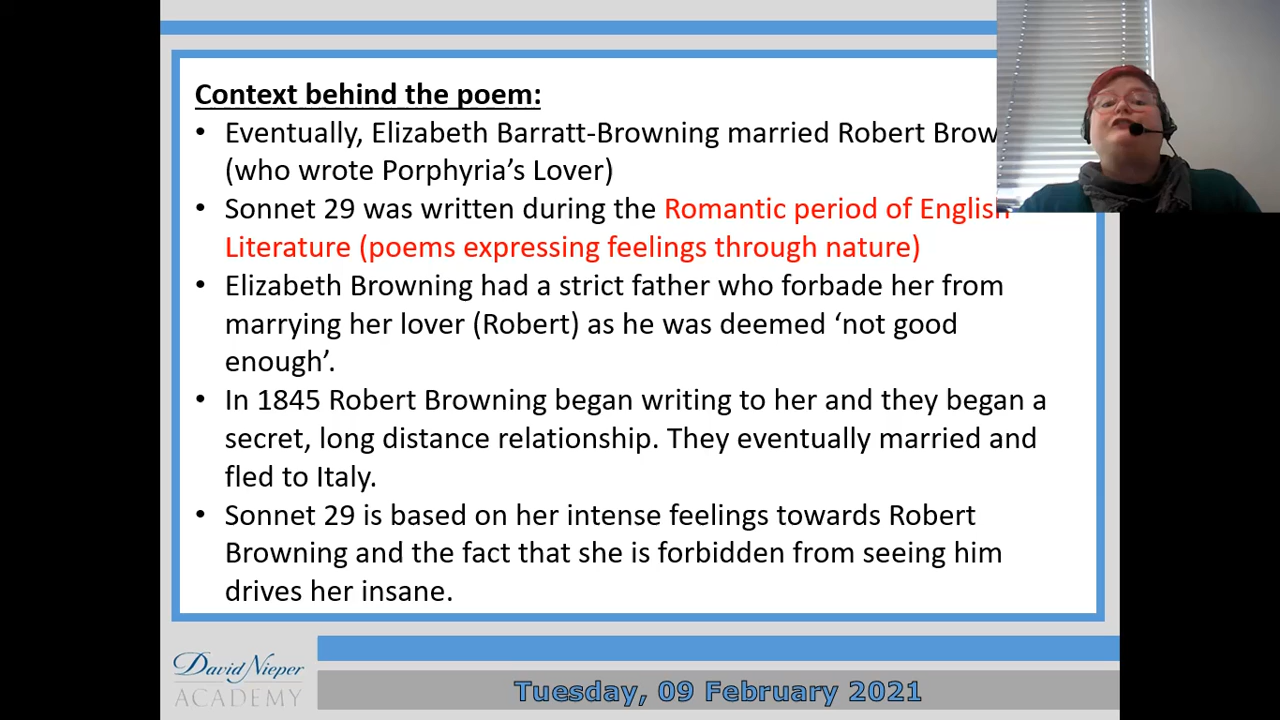 Context behind the poem:
• Eventually, Elizabeth Barratt-Browning married Robert Brow
(who wrote Porphyria's Lover)
• Sonnet 29 was written during the Romantic period of English
Literature (poems expressing feelings through nature)
• Elizabeth Browning had a strict father who forbade her from
marrying her lover (Robert) as he was deemed ‘not good
enough’.
• In 1845 Robert Browning began writing to her and they began a
secret, long distance relationship. They eventually married and
fled to Italy.
• Sonnet 29 is based on her intense feelings towards Robert
Browning and the fact that she is forbidden from seeing him
drives her insane.
David Nieper
ACADEMY
Tuesday, 09 February 2021